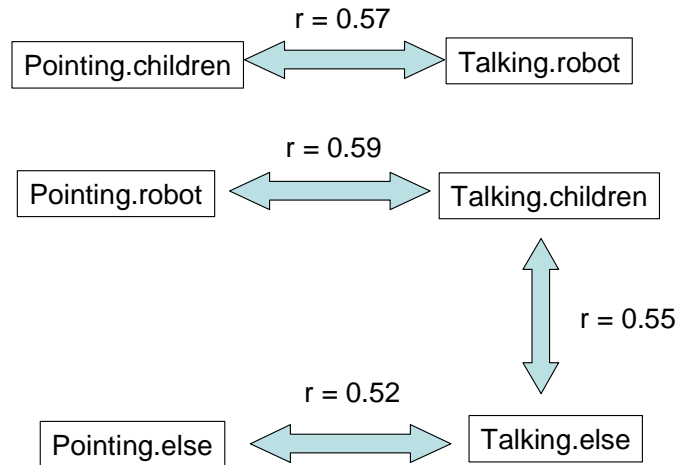 r = 0.57
Pointing.children
Talking.robot
r = 0.59
Pointing.robot
Talking.children
r = 0.55
r = 0.52
Pointing.else
Talking.else